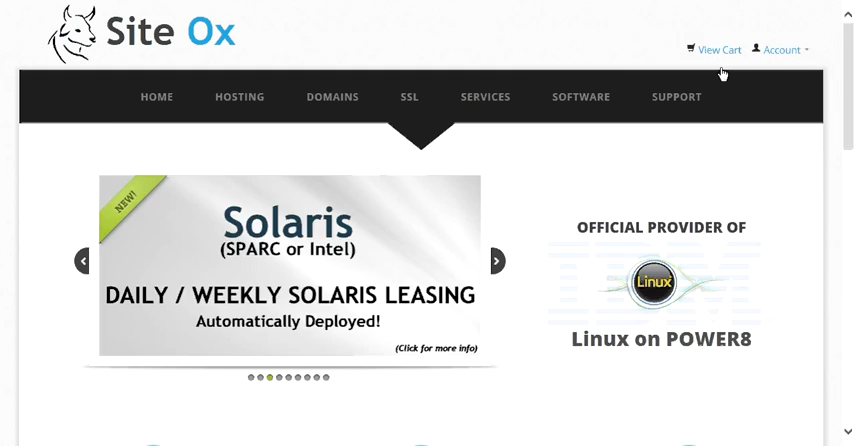 Site Ox
View Cart Account
HOME HOSTING DOMAINS SSL SERVICES SOFTWARE SUPPORT
NEW!
Solaris
(SPARC or Intel)
DAILY / WEEKLY SOLARIS LEASING
Automatically Deployed!
(Click for more info)
OFFICIAL PROVIDER OF
Linux
Linux on POWER8